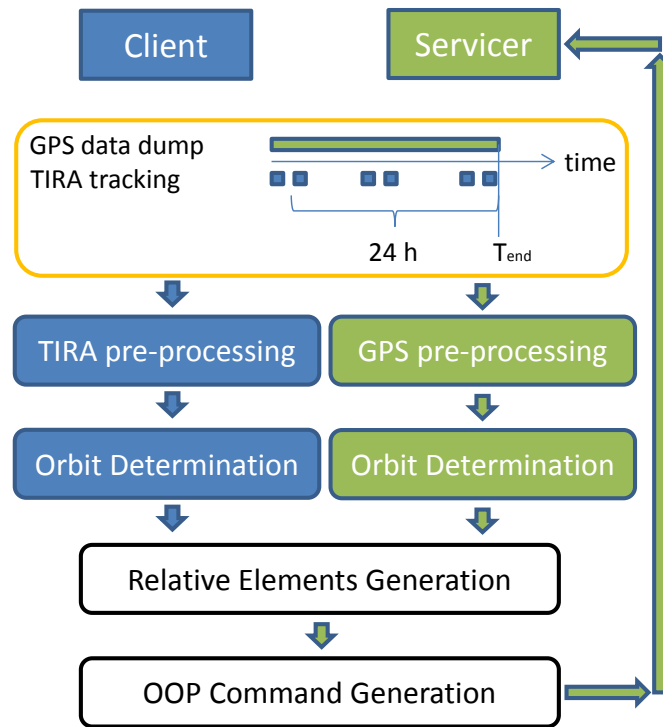 Client
Servicer
GPS data dump
TIRA tracking
time
24 h
Tend
TIRA pre-processing
GPS pre-processing
Orbit Determination
Orbit Determination
Relative Elements Generation
OOP Command Generation